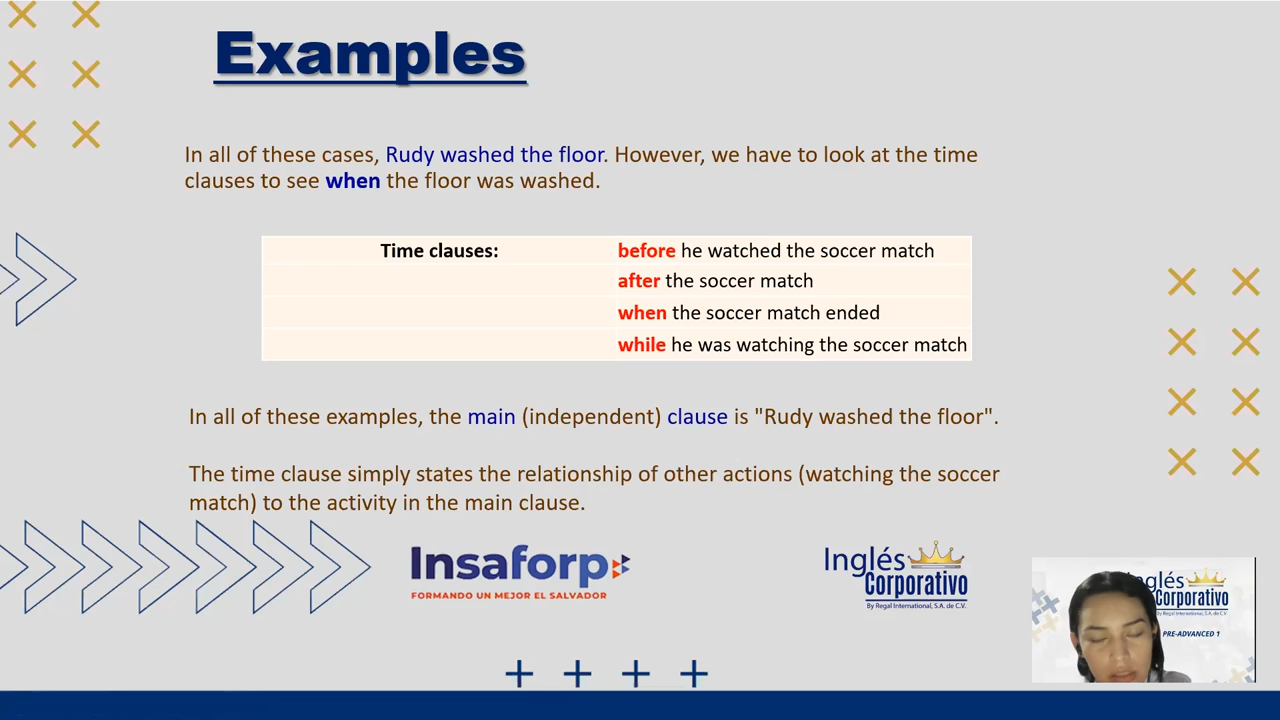 Examples
In all of these cases, Rudy washed the floor. However, we have to look at the time
clauses to see when the floor was washed.
Time clauses: before he watched the soccer match
after the soccer match
when the soccer match ended
while he was watching the soccer match
In all of these examples, the main (independent) clause is "Rudy washed the floor".
The time clause simply states the relationship of other actions (watching the soccer
match) to the activity in the main clause.
Insaforp
FORMANDO UN MEJOR EL SALVADOR
Inglés
Corporativo
By Regal International, S.A. de C.V.
Inglés
Corporativo
By Regal International, S.A. de C.V.
PRE-ADVANCED 1